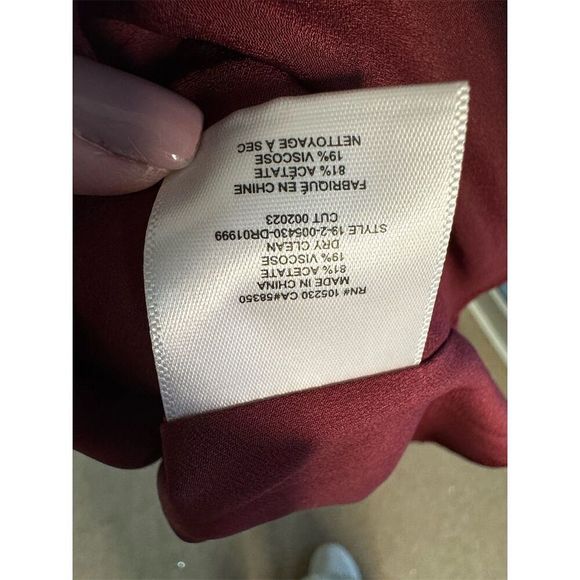 RN# 105230 CA#58350
MADE IN CHINA
81% ACETATE
19% VISCOSE
DRY CLEAN
STYLE 19-2-005430-DR01999
CUT 002023
FABRIQUÉ EN CHINE
81% ACÉTATE
19% VISCOSE
NETTOYAGE À SEC